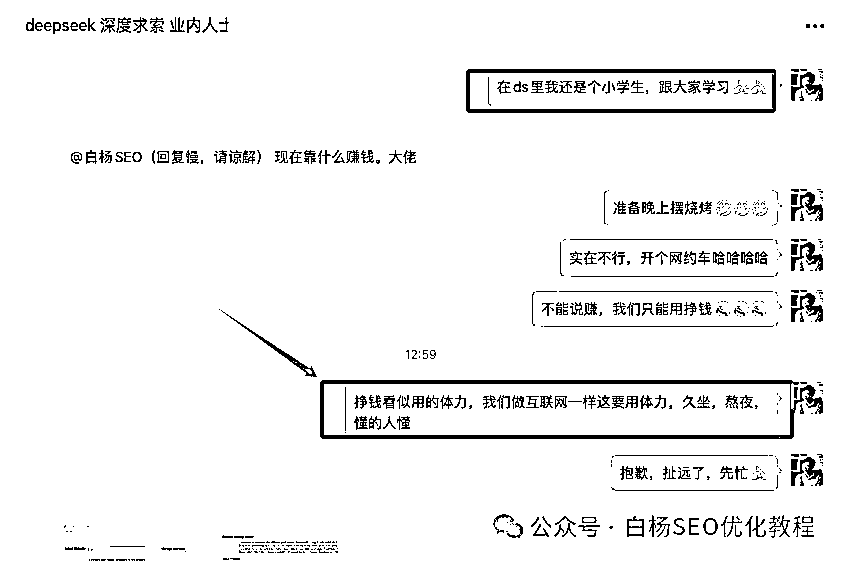 deepseek 深度求索 业内人士
在ds里我还是个小学生，跟大家学习
@白杨SEO（回复慢，请谅解） 现在靠什么赚钱。大佬
准备晚上摆烧烤
实在不行，开个网约车哈哈哈哈
不能说赚，我们只能用挣钱
12:59
挣钱看似用的体力，我们做互联网一样这要用体力，久坐，熬夜，
懂的人懂
抱歉，扯远了，先忙
公众号·白杨SEO优化教程